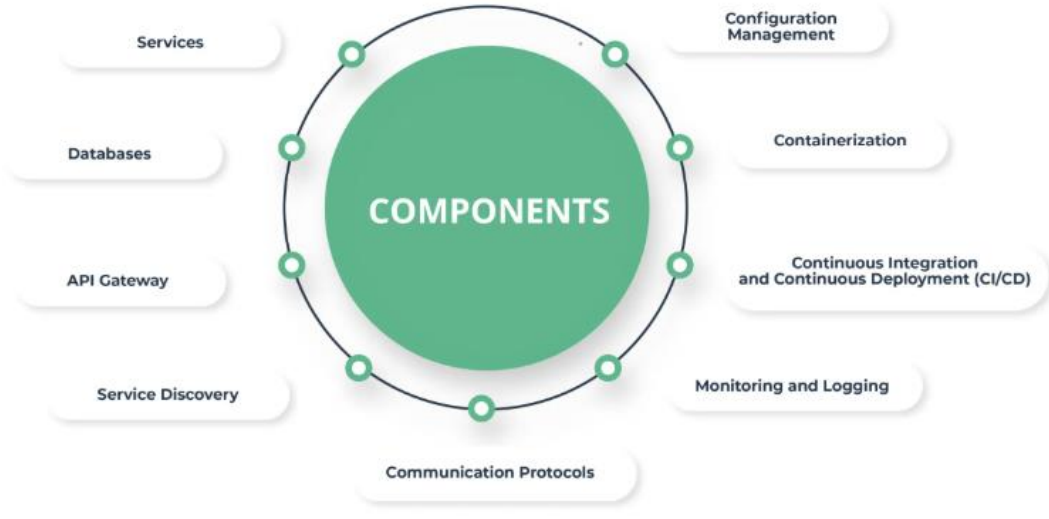 Services
Databases
API Gateway
Service Discovery
Communication Protocols
COMPONENTS
Configuration
Management
Containerization
Continuous Integration
and Continuous Deployment (CI/CD)
Monitoring and Logging